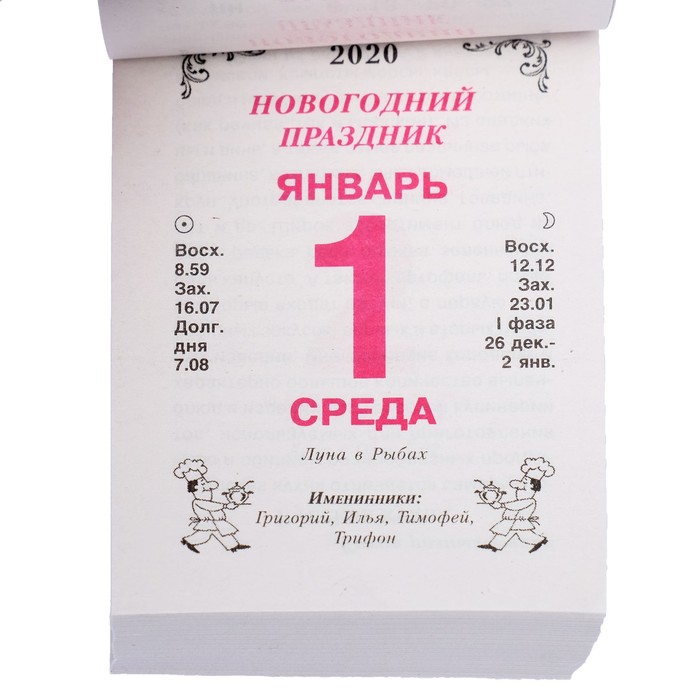 2020
НОВОГОДНИЙ
ПРАЗДНИК
ЯНВАРЬ
1
Восх.
8.59
Зах.
16.07
Долг.
дня
7.08
Восх.
12.12
Зах.
23.01
I фаза
26 дек.-
2 янв.
СРЕДА
Луна в Рыбах
Именинники:
Григорий, Илья, Тимофей,
Трифон